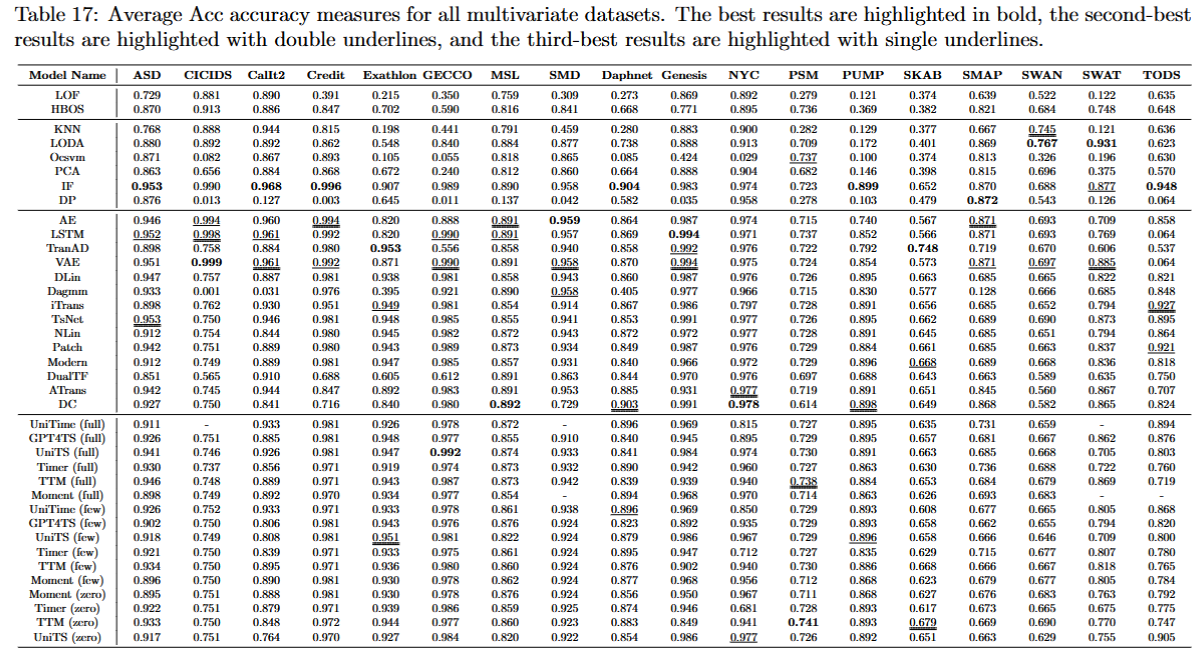 Table 17: Average Acc accuracy measures for all multivariate datasets. The best results are highlighted in bold, the second-best
results are highlighted with double underlines, and the third-best results are highlighted with single underlines.
Model Name ASD CICIDS CalIt2 Credit Exathlon GECCO MSL SMD Daphnet Genesis NYC PSM PUMP SKAB SMAP SWAN SWAT TODS
LOF 0.729 0.881 0.890 0.391 0.215 0.350 0.759 0.309 0.273 0.869 0.892 0.279 0.121 0.374 0.639 0.522 0.122 0.635
HBOS 0.870 0.913 0.886 0.847 0.702 0.590 0.816 0.841 0.668 0.771 0.895 0.736 0.369 0.382 0.821 0.684 0.748 0.648
KNN 0.768 0.888 0.944 0.815 0.198 0.441 0.791 0.459 0.280 0.883 0.900 0.282 0.129 0.377 0.667 0.745 0.121 0.636
LODA 0.880 0.892 0.892 0.862 0.548 0.840 0.884 0.877 0.738 0.888 0.913 0.709 0.172 0.401 0.869 0.767 0.931 0.623
Ocsvm 0.871 0.082 0.867 0.893 0.105 0.055 0.818 0.865 0.085 0.424 0.029 0.737 0.100 0.374 0.813 0.326 0.196 0.630
PCA 0.863 0.656 0.884 0.868 0.672 0.240 0.812 0.860 0.664 0.888 0.904 0.682 0.146 0.398 0.815 0.696 0.375 0.570
IF 0.953 0.990 0.968 0.996 0.907 0.989 0.890 0.958 0.904 0.983 0.974 0.723 0.899 0.652 0.870 0.688 0.877 0.948
DP 0.876 0.013 0.127 0.003 0.645 0.011 0.137 0.042 0.582 0.035 0.958 0.278 0.103 0.479 0.872 0.543 0.126 0.064
AE 0.946 0.994 0.960 0.994 0.820 0.888 0.891 0.959 0.864 0.987 0.974 0.715 0.740 0.567 0.871 0.693 0.709 0.858
LSTM 0.952 0.998 0.961 0.992 0.820 0.990 0.891 0.957 0.869 0.994 0.971 0.737 0.852 0.566 0.871 0.693 0.769 0.064
TranAD 0.898 0.758 0.884 0.980 0.953 0.556 0.858 0.940 0.858 0.992 0.976 0.722 0.792 0.748 0.719 0.670 0.606 0.537
VAE 0.951 0.999 0.961 0.992 0.871 0.990 0.891 0.958 0.870 0.994 0.975 0.724 0.854 0.573 0.871 0.697 0.885 0.064
DLin 0.947 0.757 0.887 0.981 0.938 0.981 0.858 0.943 0.860 0.987 0.976 0.726 0.895 0.663 0.685 0.665 0.822 0.821
Dagmm 0.933 0.001 0.031 0.976 0.395 0.921 0.890 0.958 0.405 0.977 0.966 0.715 0.830 0.577 0.128 0.666 0.685 0.848
iTrans 0.898 0.762 0.930 0.951 0.949 0.981 0.854 0.914 0.867 0.986 0.797 0.728 0.891 0.656 0.685 0.652 0.794 0.927
TsNet 0.953 0.750 0.946 0.981 0.948 0.985 0.855 0.941 0.853 0.991 0.977 0.726 0.895 0.662 0.689 0.690 0.873 0.895
NLin 0.912 0.754 0.844 0.980 0.945 0.982 0.872 0.943 0.872 0.972 0.977 0.728 0.891 0.645 0.685 0.651 0.794 0.864
Patch 0.942 0.751 0.889 0.980 0.943 0.989 0.873 0.934 0.849 0.987 0.976 0.729 0.884 0.661 0.685 0.663 0.837 0.921
Modern 0.912 0.749 0.889 0.981 0.947 0.985 0.857 0.931 0.840 0.966 0.972 0.729 0.896 0.668 0.689 0.668 0.836 0.818
DualTF 0.851 0.565 0.910 0.688 0.605 0.612 0.891 0.863 0.844 0.970 0.976 0.697 0.688 0.643 0.663 0.589 0.635 0.750
ATrans 0.942 0.745 0.944 0.847 0.892 0.983 0.891 0.953 0.885 0.931 0.977 0.719 0.891 0.651 0.845 0.560 0.867 0.707
DC 0.927 0.750 0.841 0.716 0.840 0.980 0.892 0.729 0.903 0.991 0.978 0.614 0.898 0.649 0.868 0.582 0.865 0.824
UniTime (full) 0.911 - 0.933 0.981 0.926 0.978 0.872 - 0.896 0.969 0.815 0.727 0.895 0.635 0.731 0.659 - 0.894
GPT4TS (full) 0.926 0.751 0.885 0.981 0.948 0.977 0.855 0.910 0.840 0.945 0.895 0.729 0.895 0.657 0.681 0.667 0.862 0.876
UniTS (full) 0.941 0.746 0.926 0.981 0.947 0.992 0.874 0.933 0.841 0.984 0.974 0.730 0.891 0.663 0.685 0.668 0.705 0.803
Timer (full) 0.930 0.737 0.856 0.971 0.919 0.974 0.873 0.932 0.890 0.942 0.960 0.727 0.863 0.630 0.736 0.688 0.722 0.760
TTM (full) 0.946 0.748 0.889 0.971 0.943 0.987 0.873 0.942 0.839 0.939 0.940 0.738 0.884 0.653 0.684 0.679 0.869 0.719
Moment (full) 0.898 0.749 0.892 0.970 0.934 0.977 0.854 - 0.894 0.968 0.970 0.714 0.863 0.626 0.693 0.683 - -
UniTime (few) 0.926 0.752 0.933 0.971 0.933 0.978 0.861 0.938 0.896 0.969 0.850 0.729 0.893 0.608 0.677 0.665 0.805 0.868
GPT4TS (few) 0.902 0.750 0.806 0.981 0.943 0.976 0.876 0.924 0.823 0.892 0.935 0.729 0.893 0.658 0.662 0.655 0.794 0.820
UniTS (few) 0.918 0.749 0.808 0.981 0.951 0.981 0.822 0.924 0.879 0.986 0.967 0.729 0.896 0.658 0.666 0.646 0.709 0.800
Timer (few) 0.921 0.750 0.839 0.971 0.933 0.975 0.861 0.924 0.895 0.947 0.712 0.727 0.835 0.629 0.715 0.677 0.807 0.780
TTM (few) 0.934 0.750 0.895 0.971 0.936 0.980 0.860 0.924 0.876 0.902 0.940 0.730 0.886 0.668 0.666 0.667 0.818 0.765
Moment (few) 0.896 0.750 0.890 0.981 0.930 0.978 0.862 0.924 0.877 0.968 0.956 0.712 0.868 0.623 0.679 0.677 0.805 0.784
Moment (zero) 0.895 0.751 0.888 0.981 0.930 0.978 0.876 0.924 0.856 0.950 0.967 0.711 0.868 0.627 0.676 0.683 0.763 0.792
Timer (zero) 0.922 0.751 0.879 0.971 0.939 0.986 0.859 0.925 0.874 0.946 0.681 0.728 0.893 0.617 0.673 0.665 0.675 0.775
TTM (zero) 0.933 0.750 0.848 0.972 0.944 0.977 0.860 0.923 0.883 0.849 0.941 0.741 0.893 0.679 0.669 0.690 0.770 0.747
UniTS (zero) 0.917 0.751 0.764 0.970 0.927 0.984 0.820 0.922 0.854 0.986 0.977 0.726 0.892 0.651 0.663 0.629 0.755 0.905